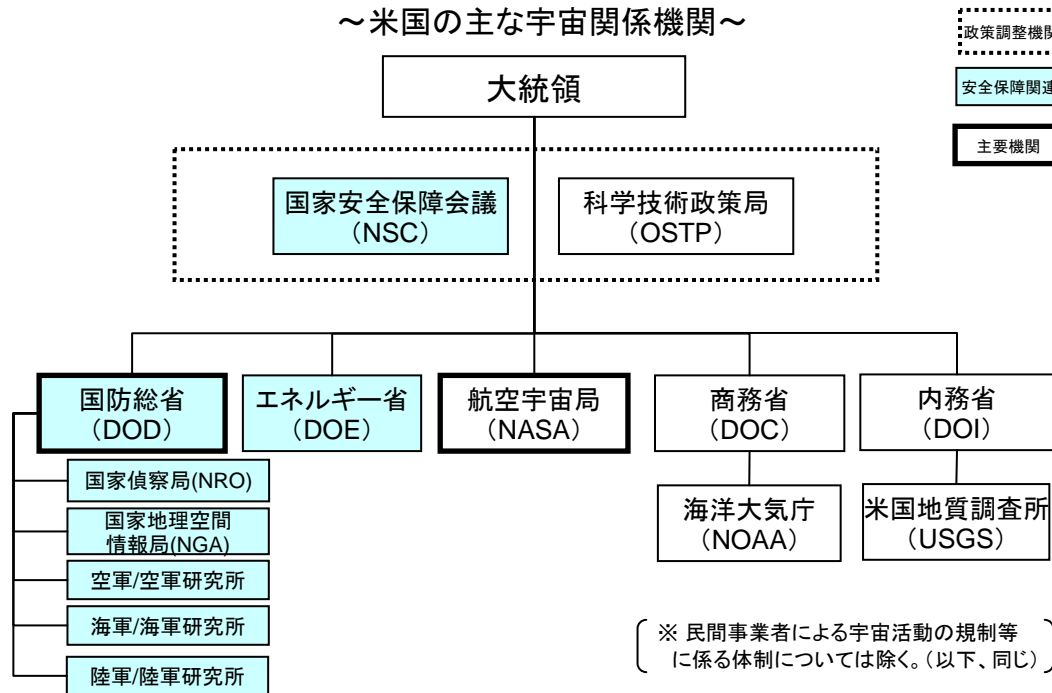 ～米国の主な宇宙関係機関～
政策調整機関
大統領
安全保障関連
主要機関
国家安全保障会議
（NSC）
科学技術政策局
（OSTP）
国防総省
（DOD）
エネルギー省
（DOE）
航空宇宙局
（NASA）
商務省
（DOC）
内務省
（DOI）
国家偵察局(NRO)
国家地理空間
情報局(NGA)
空軍/空軍研究所
海軍/海軍研究所
陸軍/陸軍研究所
海洋大気庁
（NOAA）
米国地質調査所
（USGS）
※ 民間事業者による宇宙活動の規制等
に係る体制については除く。（以下、同じ）